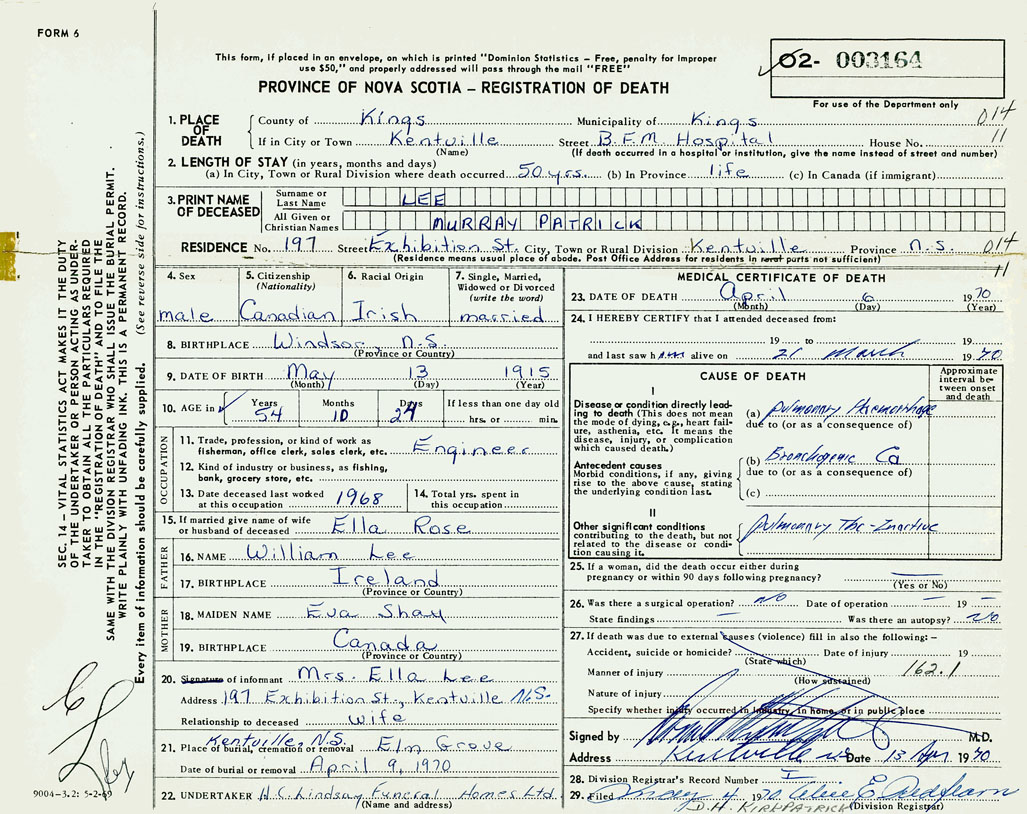 FORM 6
This form, if placed in an envelope, on which is printed "Dominion Statistics – Free, penalty for improper
use $50," and properly addressed will pass through the mail "FREE"
PROVINCE OF NOVA SCOTIA – REGISTRATION OF DEATH
02- 003164
For use of the Department only
1. PLACE OF DEATH
County of Kings Municipality of Kings 014
If in City or Town Kentville Street B.F.M. Hospital House No. 11
(Name) (If death occurred in a hospital or institution, give the name instead of street and number)
2. LENGTH OF STAY (in years, months and days)
(a) In City, Town or Rural Division where death occurred 50 yrs. (b) In Province life (c) In Canada (if immigrant)
3. PRINT NAME OF DECEASED
Surname or Last Name LEE
All Given or Christian Names MURRAY PATRICK
RESIDENCE No. 197 Street Exhibition St. City, Town or Rural Division Kentville Province N.S. 014
(Residence means usual place of abode. Post Office Address for residents in rural parts not sufficient) 11
4. Sex male
5. Citizenship (Nationality) Canadian
6. Racial Origin Irish
7. Single, Married, Widowed or Divorced (write the word) married
8. BIRTHPLACE Windsor, N.S.
(Province or Country)
9. DATE OF BIRTH May 13 1915
(Month) (Day) (Year)
10. AGE in Years 54 Months 10 Days 24 If less than one day old hrs. or min.
OCCUPATION
11. Trade, profession, or kind of work as fisherman, office clerk, sales clerk, etc. Engineer
12. Kind of industry or business, as fishing, bank, grocery store, etc.
13. Date deceased last worked at this occupation 1968
14. Total yrs. spent in this occupation
15. If married give name of wife or husband of deceased Ella Rose
FATHER
16. NAME William Lee
17. BIRTHPLACE Ireland
(Province or Country)
MOTHER
18. MAIDEN NAME Eva Shay
19. BIRTHPLACE Canada
(Province or Country)
20. Signature of informant Mrs. Ella Lee
Address 197 Exhibition St., Kentville N.S.
Relationship to deceased wife
21. Place of burial, cremation or removal Kentville, N.S. Elm Grove
Date of burial or removal April 9, 1970
22. UNDERTAKER H.C. Lindsay Funeral Homes Ltd
(Name and address)
MEDICAL CERTIFICATE OF DEATH
23. DATE OF DEATH April 6 1970
(Month) (Day) (Year)
24. I HEREBY CERTIFY that I attended deceased from:
19 to 19
and last saw him alive on 21 March 1970
CAUSE OF DEATH
Approximate interval between onset and death
I
Disease or condition directly leading to death (This does not mean the mode of dying, e.g., heart failure, asthenia, etc. It means the disease, injury, or complication which caused death.)
(a) Pulmonary Haemorrhage
due to (or as a consequence of)
Antecedent causes
Morbid conditions, if any, giving rise to the above cause, stating the underlying condition last.
(b) Bronchogenic Ca
due to (or as a consequence of)
(c)
II
Other significant conditions
contributing to the death, but not related to the disease or condition causing it.
Pulmonary Tbc-Inactive
25. If a woman, did the death occur either during pregnancy or within 90 days following pregnancy? —
(Yes or No)
26. Was there a surgical operation? no Date of operation – 19 –
State findings – Was there an autopsy? No
27. If death was due to external causes (violence) fill in also the following: –
Accident, suicide or homicide? Date of injury 19
(State which)
Manner of injury 162.1
(How sustained)
Nature of injury
Specify whether injury occurred in industry, in home, or in public place
Signed by M.D.
Address Kentville NS Date 13 Apr 1970
28. Division Registrar's Record Number I
29. Filed May 4 1970
D.H. KIRKPATRICK (Division Registrar)
SEC. 14 – VITAL STATISTICS ACT MAKES IT THE DUTY
OF THE UNDERTAKER OR PERSON ACTING AS UNDER-
TAKER TO OBTAIN ALL THE PARTICULARS REQUIRED
IN THE "REGISTRATION OF DEATH" AND TO FILE THE
SAME WITH THE DIVISION REGISTRAR WHO SHALL ISSUE THE BURIAL PERMIT.
WRITE PLAINLY WITH UNFADING INK. THIS IS A PERMANENT RECORD.
Every item of information should be carefully supplied. (See reverse side for instructions.)
9004-3.2: 5-2-69